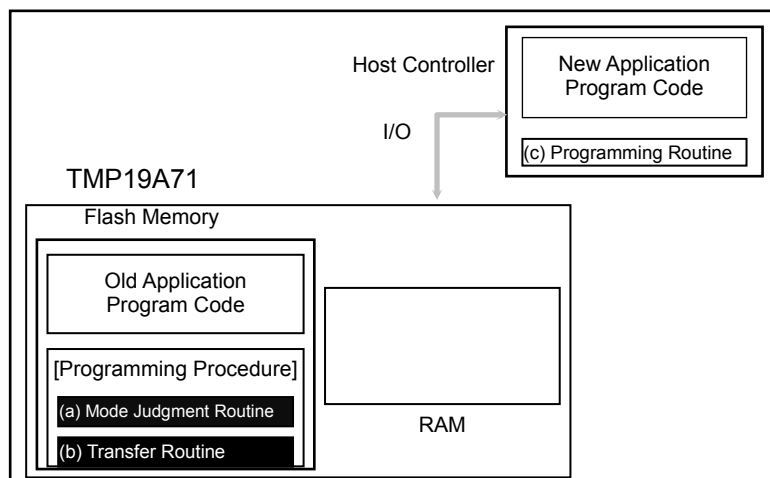 Host Controller
New Application
Program Code
I/O
(c) Programming Routine
TMP19A71
Flash Memory
Old Application
Program Code
[Programming Procedure]
(a) Mode Judgment Routine
(b) Transfer Routine
RAM